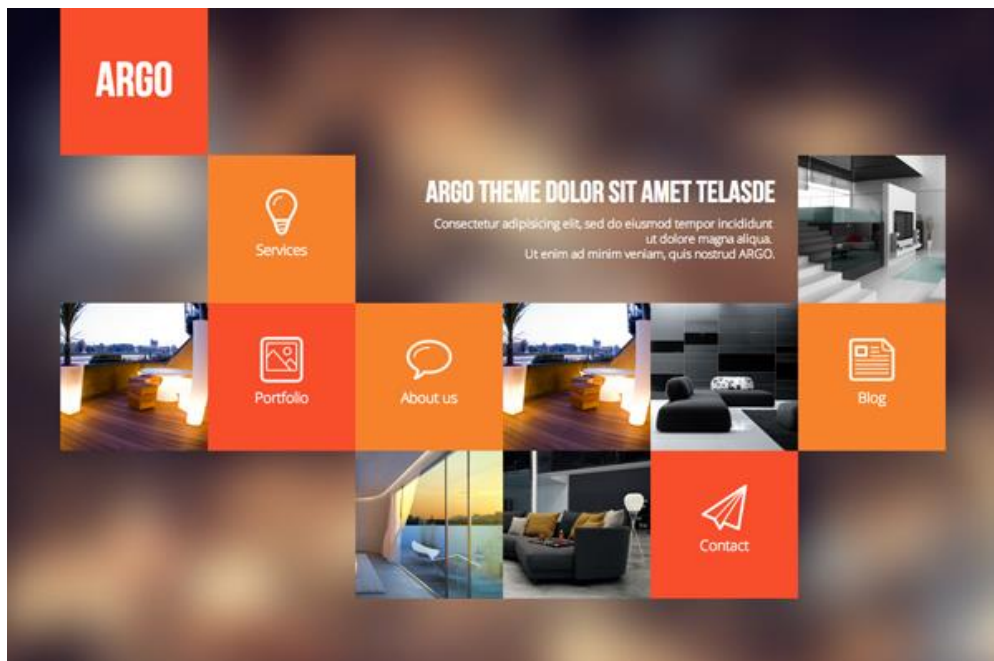 ARGO
ARGO THEME DOLOR SIT AMET TELASDE
Consectetur adipisicing elit, sed do eiusmod tempor incididunt
ut dolore magna aliqua.
Ut enim ad minim veniam, quis nostrud ARGO.
Services
Portfolio
About us
Blog
Contact